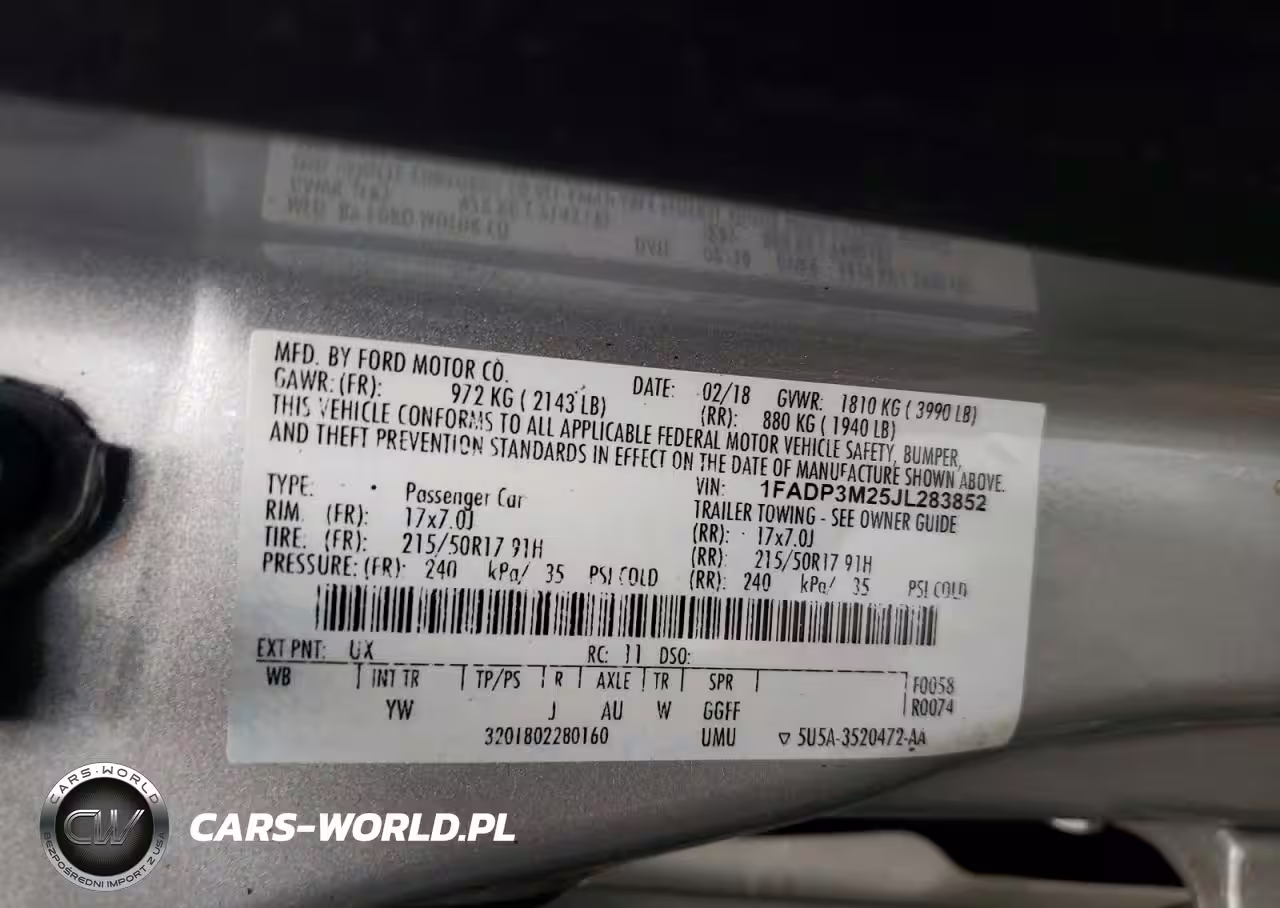 MFD. BY FORD MOTOR CO.
DATE: 02/18 GVWR: 1810 KG ( 3990 LB)
GAWR: (FR): 972 KG ( 2143 LB) (RR): 880 KG ( 1940 LB)
THIS VEHICLE CONFORMS TO ALL APPLICABLE FEDERAL MOTOR VEHICLE SAFETY, BUMPER,
AND THEFT PREVENTION STANDARDS IN EFFECT ON THE DATE OF MANUFACTURE SHOWN ABOVE.
VIN: 1FADP3M25JL283852
TYPE: Passenger Car TRAILER TOWING - SEE OWNER GUIDE
RIM. (FR): 17x7.0J (RR): 17x7.0J
TIRE. (FR): 215/50R17 91H (RR): 215/50R17 91H
PRESSURE: (FR): 240 kPa/ 35 PSI COLD (RR): 240 kPa/ 35 PSI COLD
EXT PNT: UX RC: 11 DSO:
WB INT TR TP/PS R AXLE TR SPR F0058
YW J AU W GGFF R0074
3201802280160 UMU ▽ 5U5A-3520472-AA
CARS-WORLD
CW
BEZPOŚREDNI IMPORT Z USA
CARS-WORLD.PL